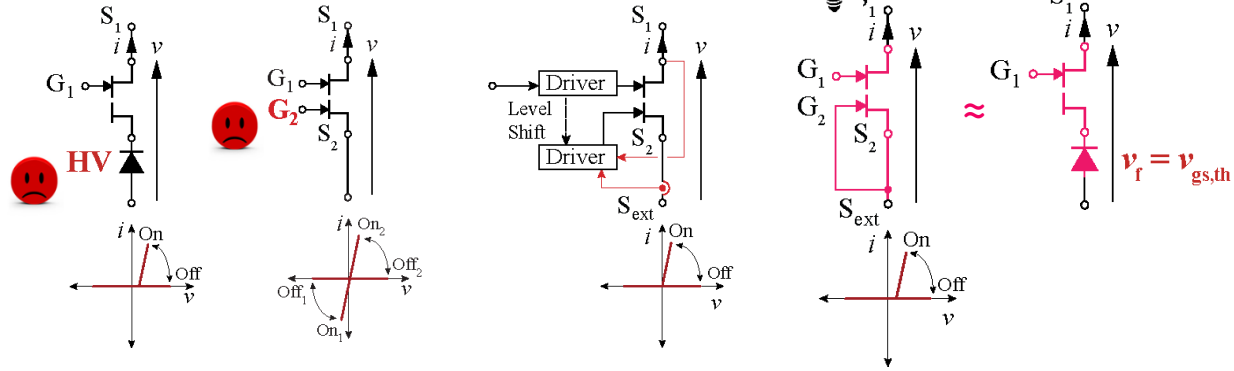 S1
i
v
G1
HV
i
On
Off
v
S1
i
v
G1
G2
S2
i
On2
Off2
Off1
v
On1
S1
i
v
Driver
Level
Shift
S2
Driver
Sext
i
On
Off
v
i
v
G1
G2
S2
Sext
i
On
Off
v
≈
S1
i
v
G1
vf = vgs,th